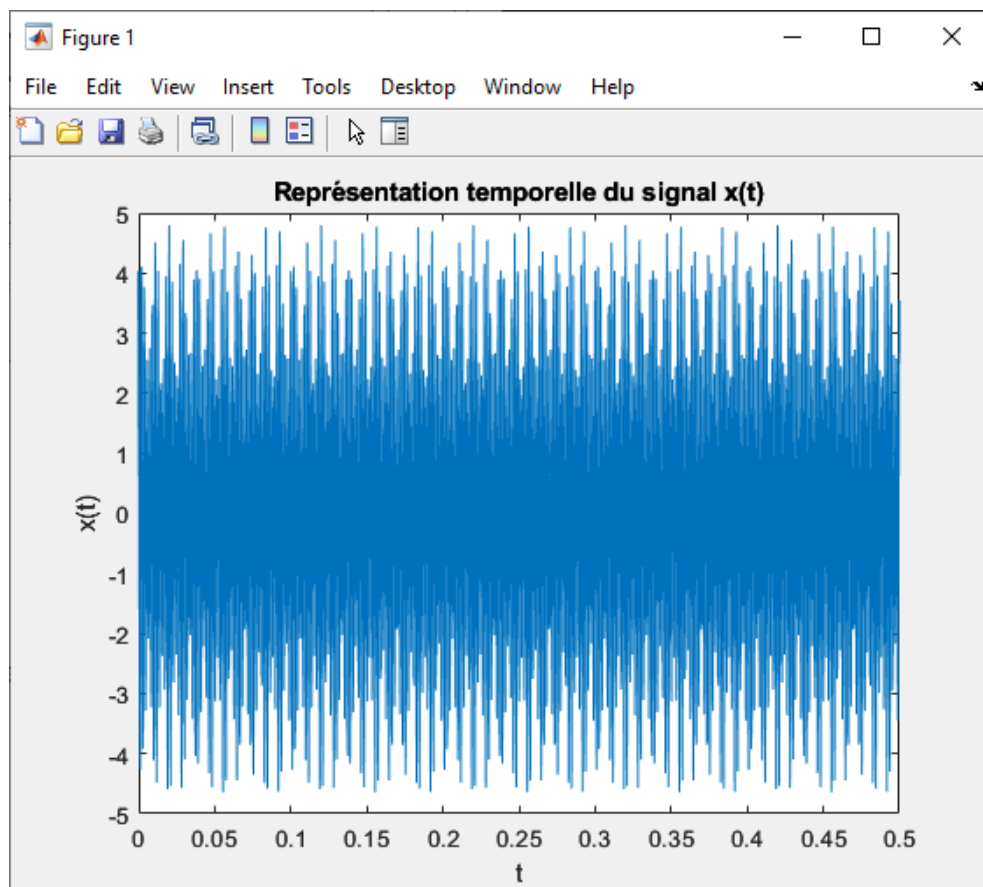 Figure 1
File Edit View Insert Tools Desktop Window Help
Représentation temporelle du signal x(t)
5
4
3
2
1
0
-1
-2
-3
-4
-5
x(t)
0 0.05 0.1 0.15 0.2 0.25 0.3 0.35 0.4 0.45 0.5
t